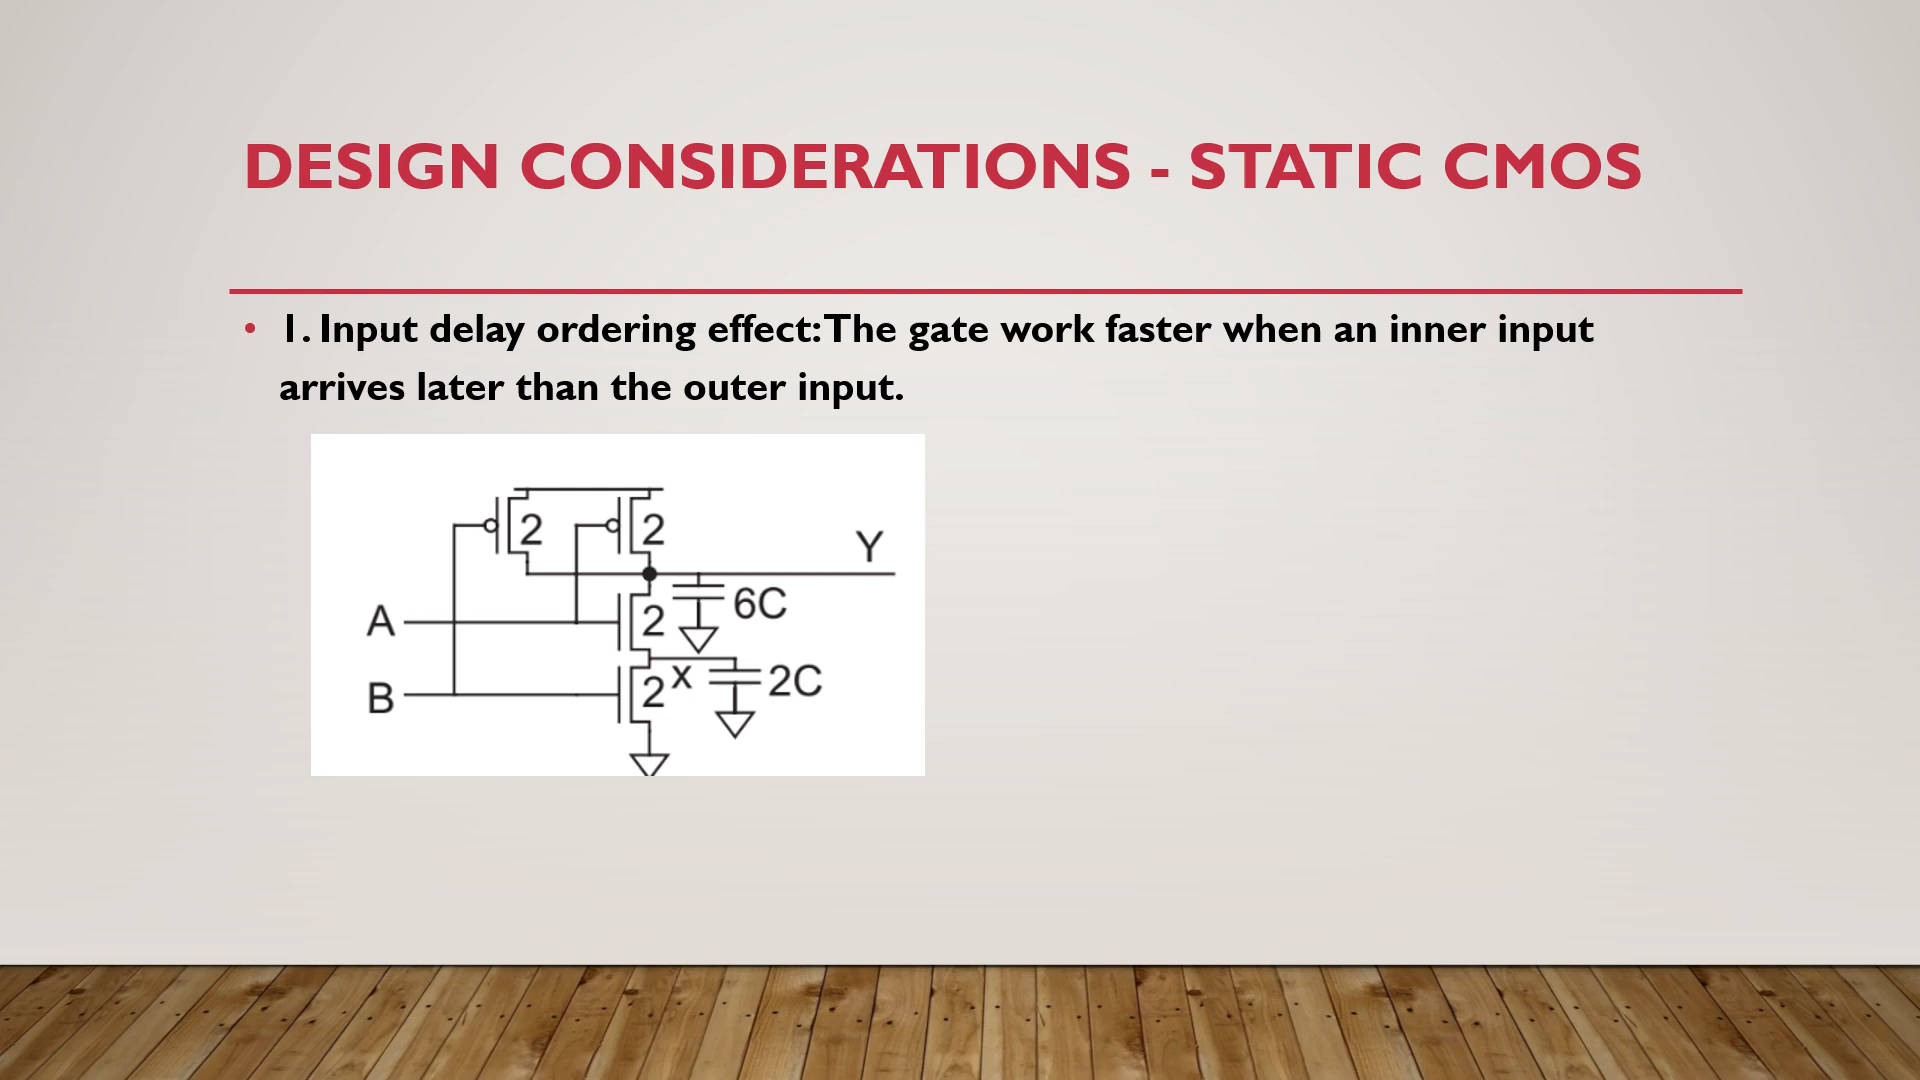 DESIGN CONSIDERATIONS - STATIC CMOS
• 1. Input delay ordering effect: The gate work faster when an inner input
arrives later than the outer input.
2 2
Y
6C
A 2
x 2C
B 2